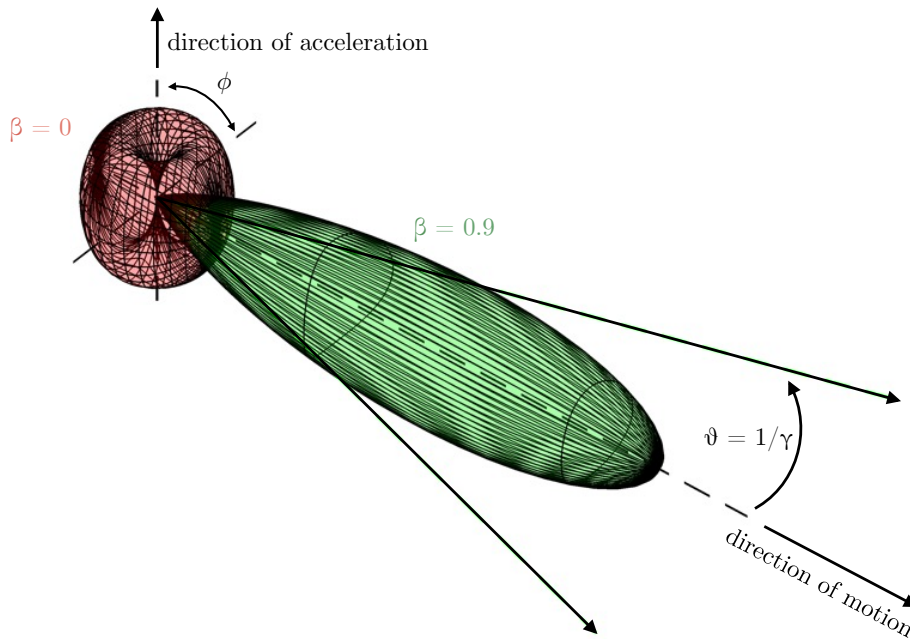 direction of acceleration
ϕ
β = 0
β = 0.9
ϑ = 1/γ
direction of motion